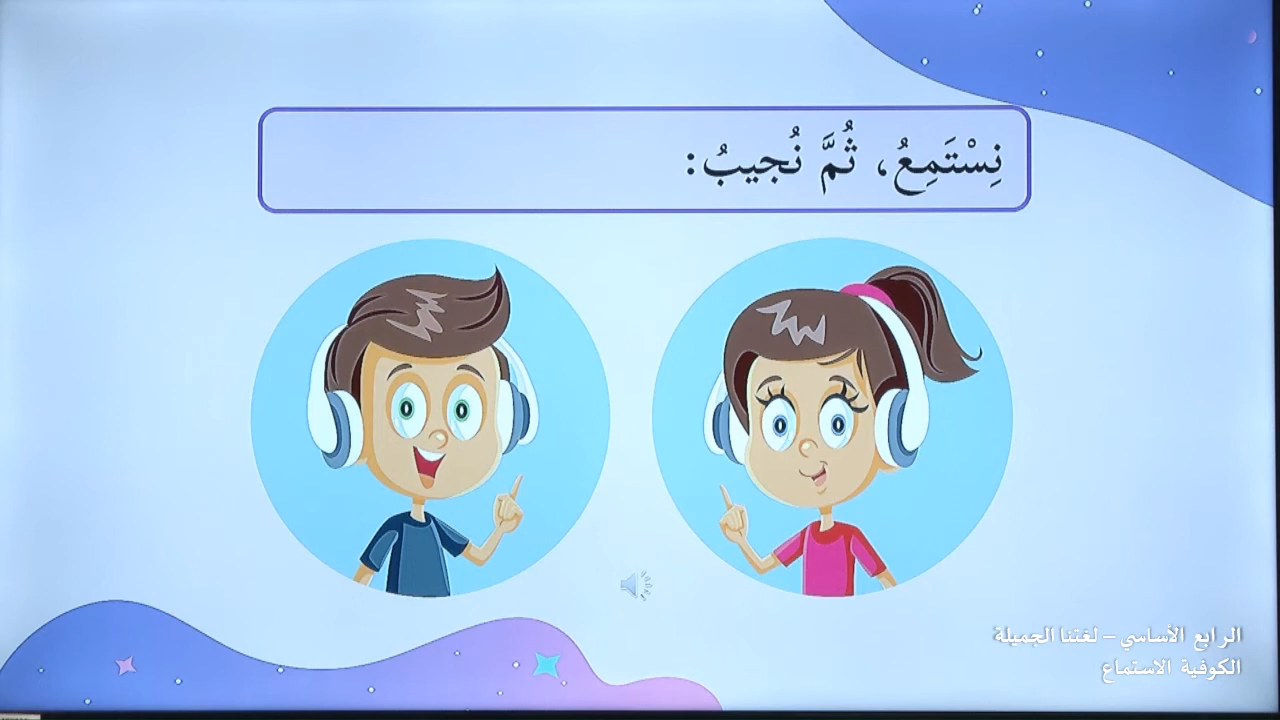 نِسْتَمِعُ، ثُمَّ نُجيبُ:
الرابع الأساسي – لغتنا الجميلة
الكوفية الاستماع